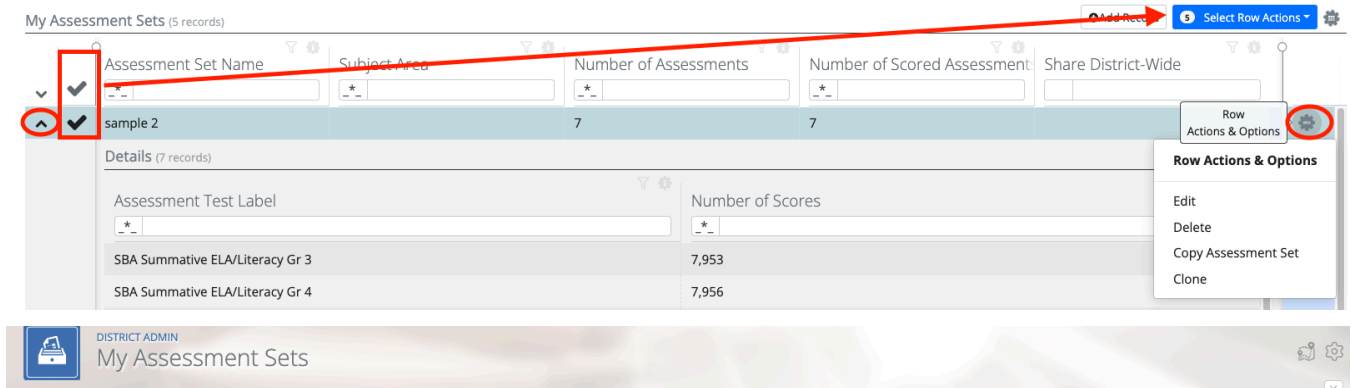 My Assessment Sets (5 records)
Add Record
5 Select Row Actions
Assessment Set Name
Subject Area
Number of Assessments
Number of Scored Assessment
Share District-Wide
_*_
_*_
_*_
_*_
sample 2
7
7
Row
Actions & Options
Details (7 records)
Row Actions & Options
Assessment Test Label
Number of Scores
_*_
_*_
Edit
Delete
Copy Assessment Set
Clone
SBA Summative ELA/Literacy Gr 3
7,953
SBA Summative ELA/Literacy Gr 4
7,956
DISTRICT ADMIN
My Assessment Sets